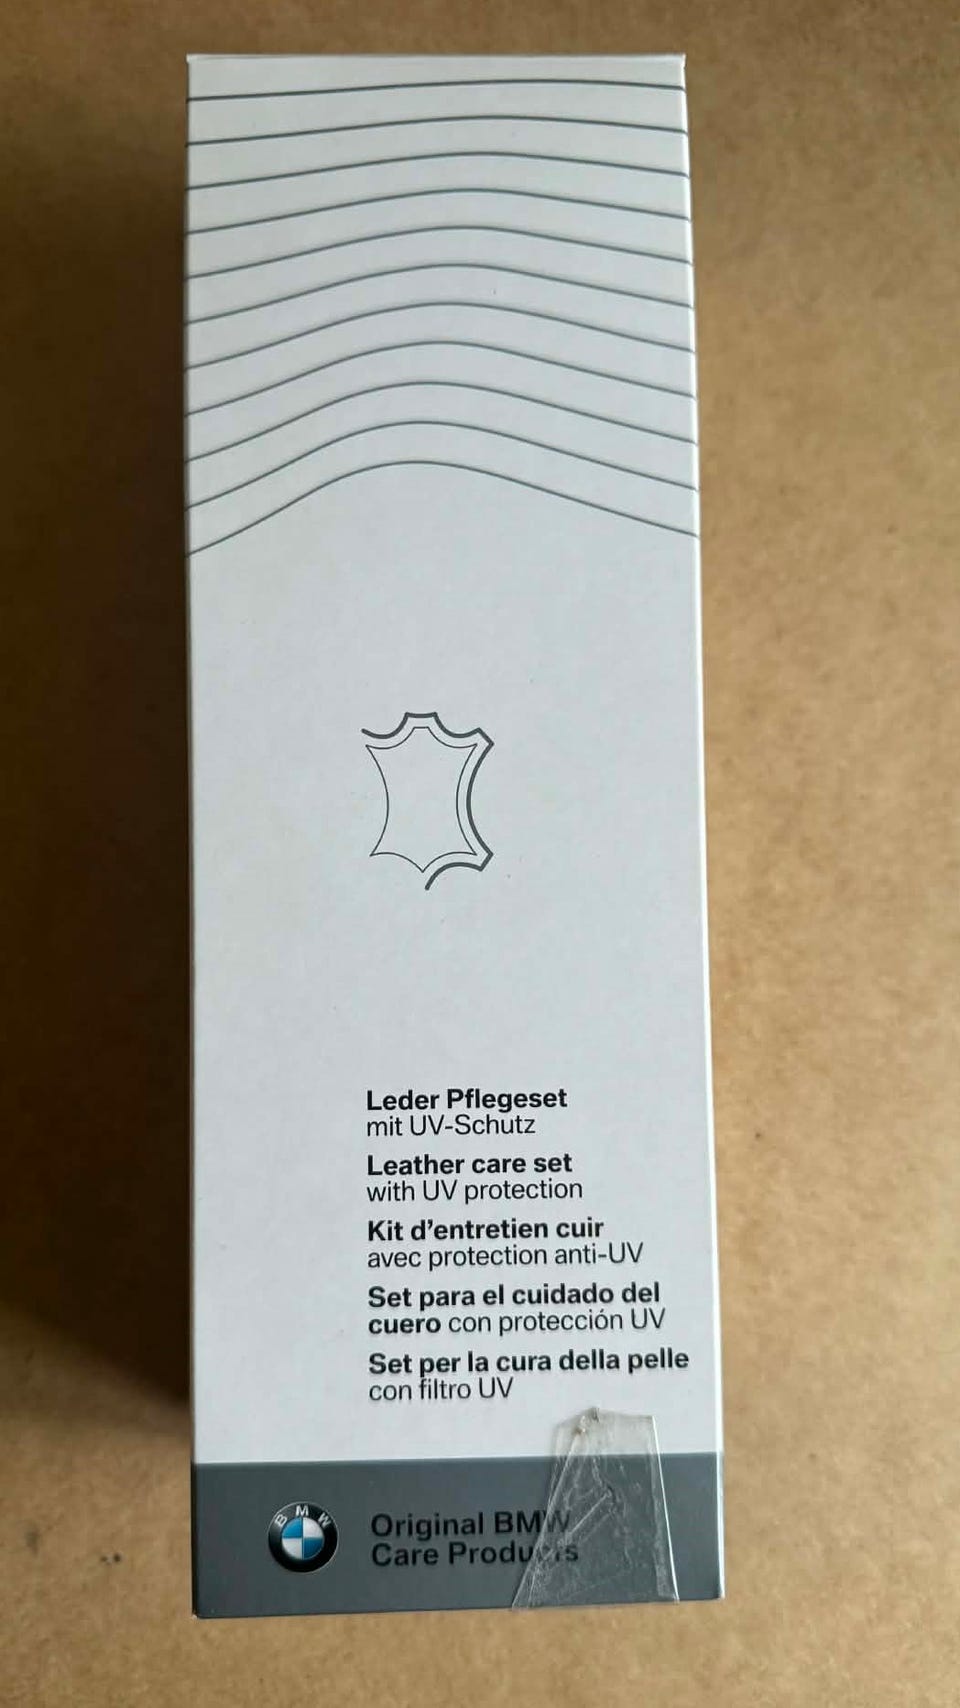 Leder Pflegeset
mit UV-Schutz
Leather care set
with UV protection
Kit d'entretien cuir
avec protection anti-UV
Set para el cuidado del
cuero con protección UV
Set per la cura della pelle
con filtro UV
BMW
Original BMW
Care Products